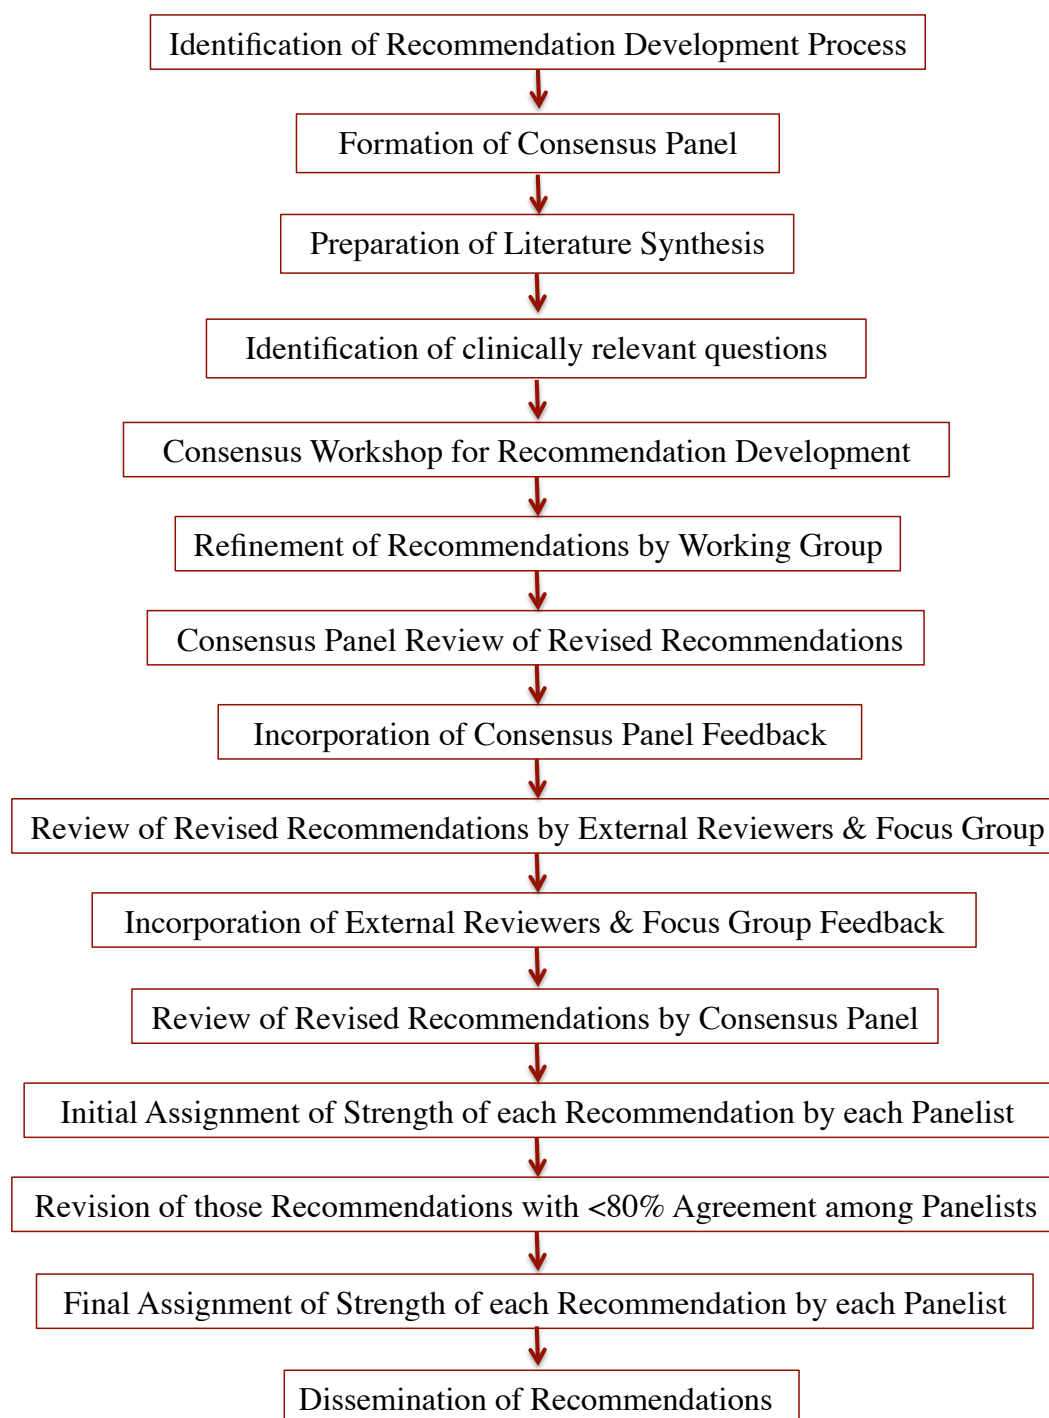 Identification of Recommendation Development Process
Formation of Consensus Panel
Preparation of Literature Synthesis
Identification of clinically relevant questions
Consensus Workshop for Recommendation Development
Refinement of Recommendations by Working Group
Consensus Panel Review of Revised Recommendations
Incorporation of Consensus Panel Feedback
Review of Revised Recommendations by External Reviewers & Focus Group
Incorporation of External Reviewers & Focus Group Feedback
Review of Revised Recommendations by Consensus Panel
Initial Assignment of Strength of each Recommendation by each Panelist
Revision of those Recommendations with <80% Agreement among Panelists
Final Assignment of Strength of each Recommendation by each Panelist
Dissemination of Recommendations